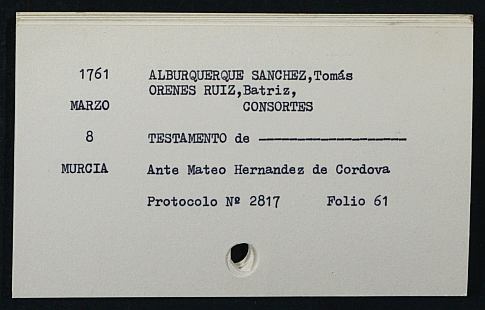 1761 ALBURQUERQUE SANCHEZ,Tomás
ORENES RUIZ,Batriz,
MARZO CONSORTES
8 TESTAMENTO de -------------------
MURCIA Ante Mateo Hernandez de Cordova
Protocolo Nº 2817 Folio 61